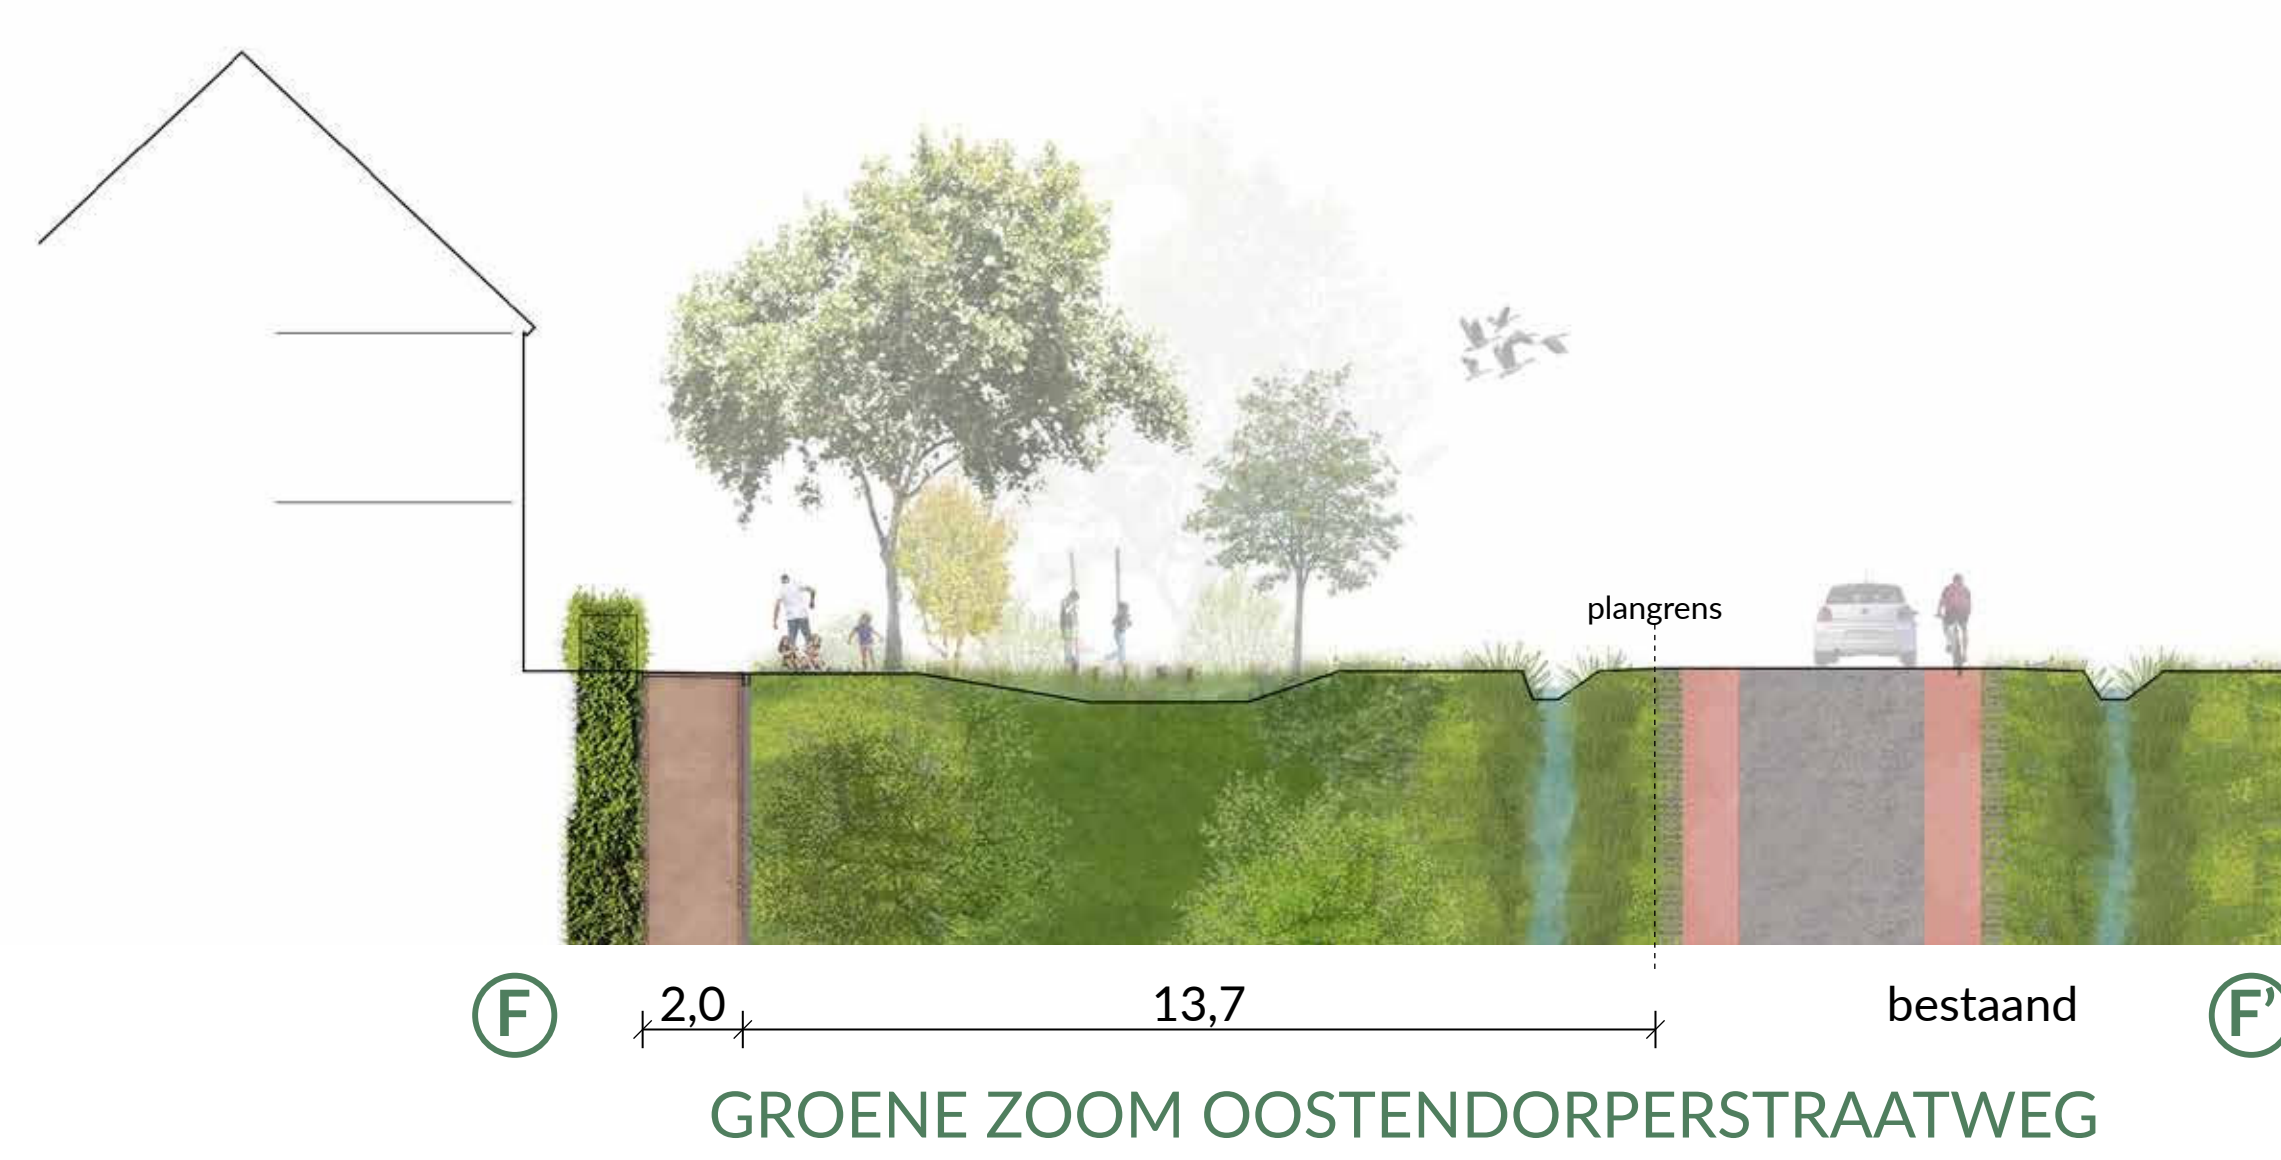 plangrens
F
2,0
13,7
bestaand
F’
GROENE ZOOM OOSTENDORPERSTRAATWEG